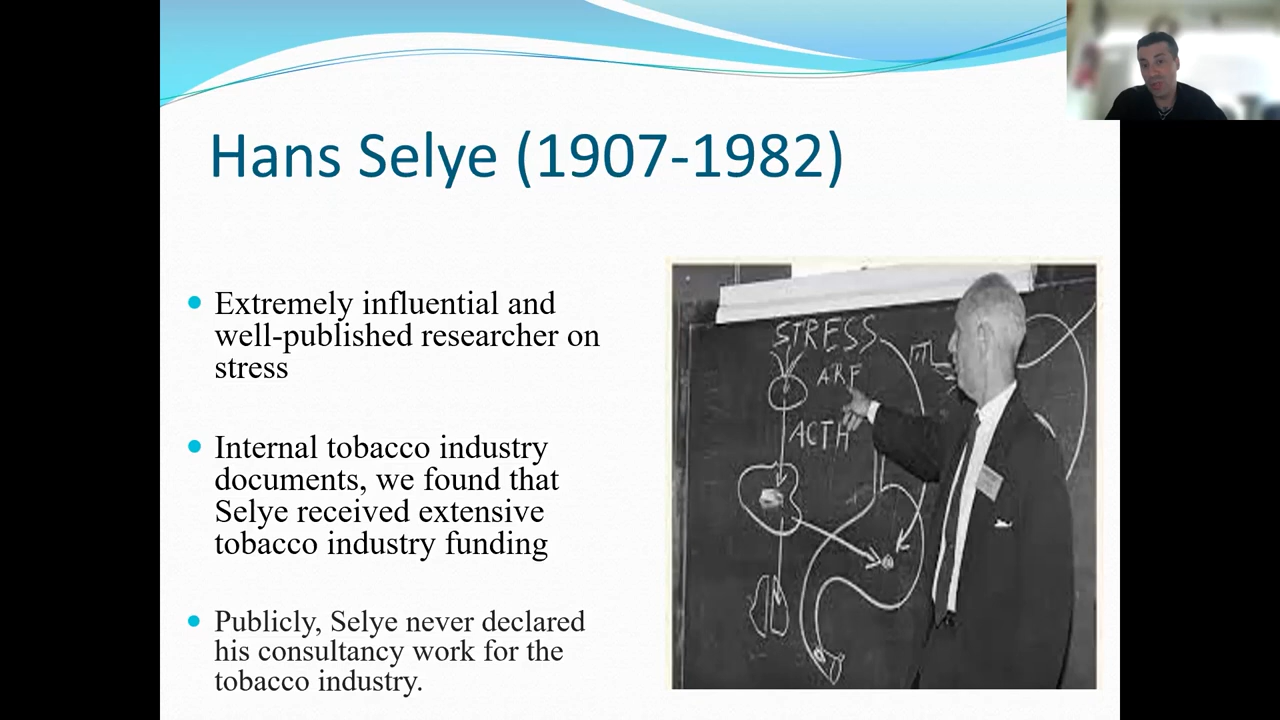 Hans Selye (1907-1982)
Extremely influential and
well-published researcher on
stress
Internal tobacco industry
documents, we found that
Selye received extensive
tobacco industry funding
Publicly, Selye never declared
his consultancy work for the
tobacco industry.
STRESS
ARF
ACTH